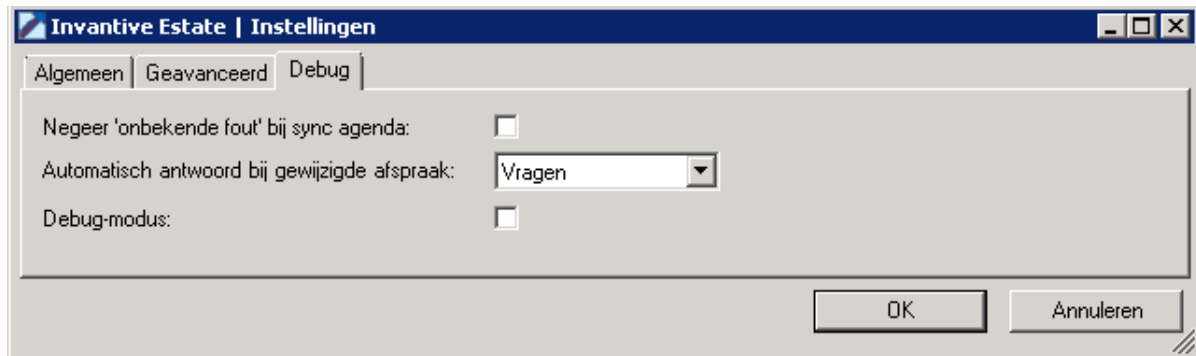 Invantive Estate | Instellingen
Algemeen Geavanceerd Debug
Negeer 'onbekende fout' bij sync agenda:
Automatisch antwoord bij gewijzigde afspraak: Vragen
Debug-modus:
OK Annuleren